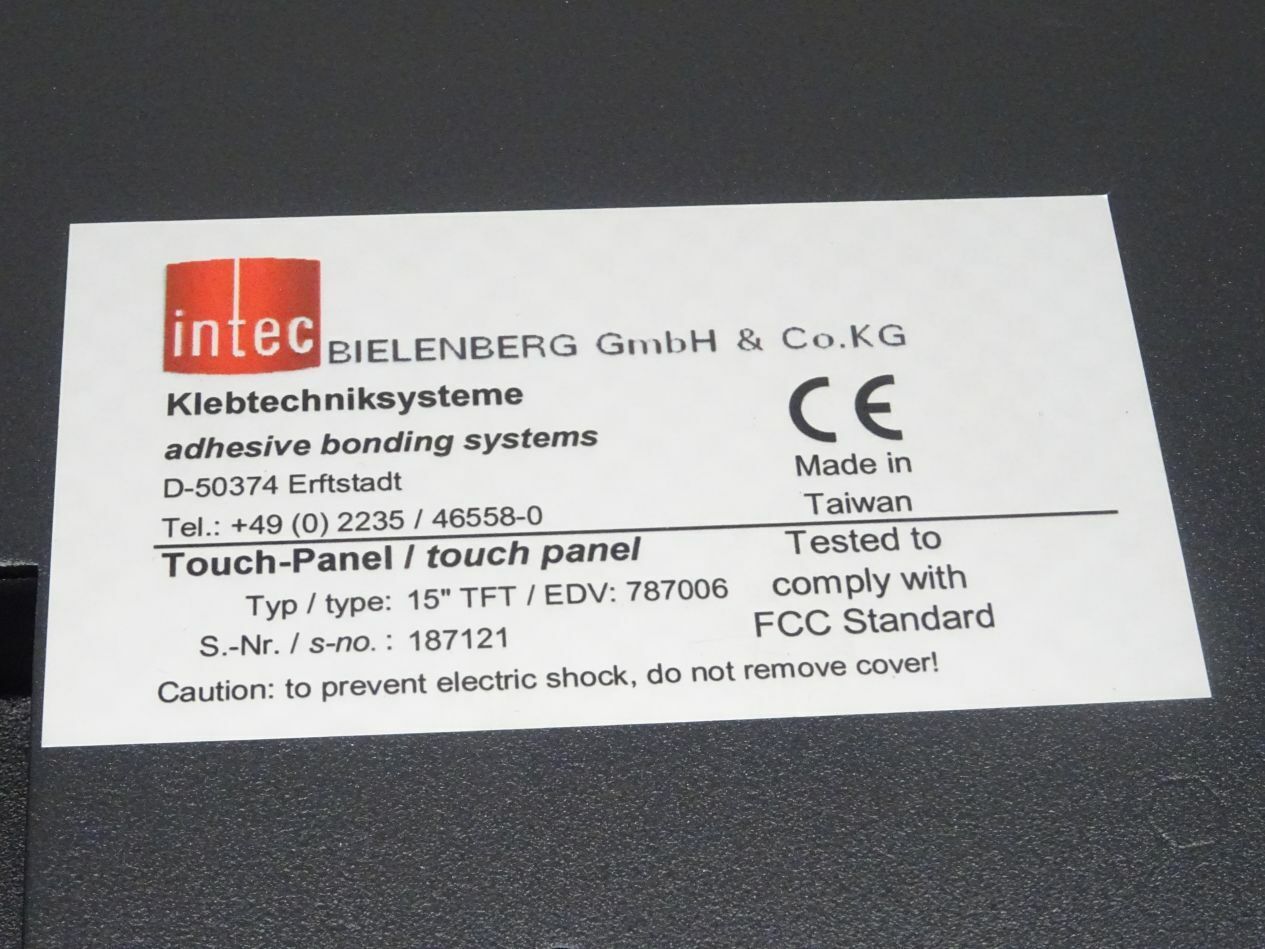 intec BIELENBERG GmbH & Co.KG
Klebtechniksysteme
adhesive bonding systems
D-50374 Erftstadt
Tel.: +49 (0) 2235 / 46558-0
CE
Made in
Taiwan
Touch-Panel / touch panel
Typ / type: 15" TFT / EDV: 787006
S.-Nr. / s-no. : 187121
Tested to
comply with
FCC Standard
Caution: to prevent electric shock, do not remove cover!